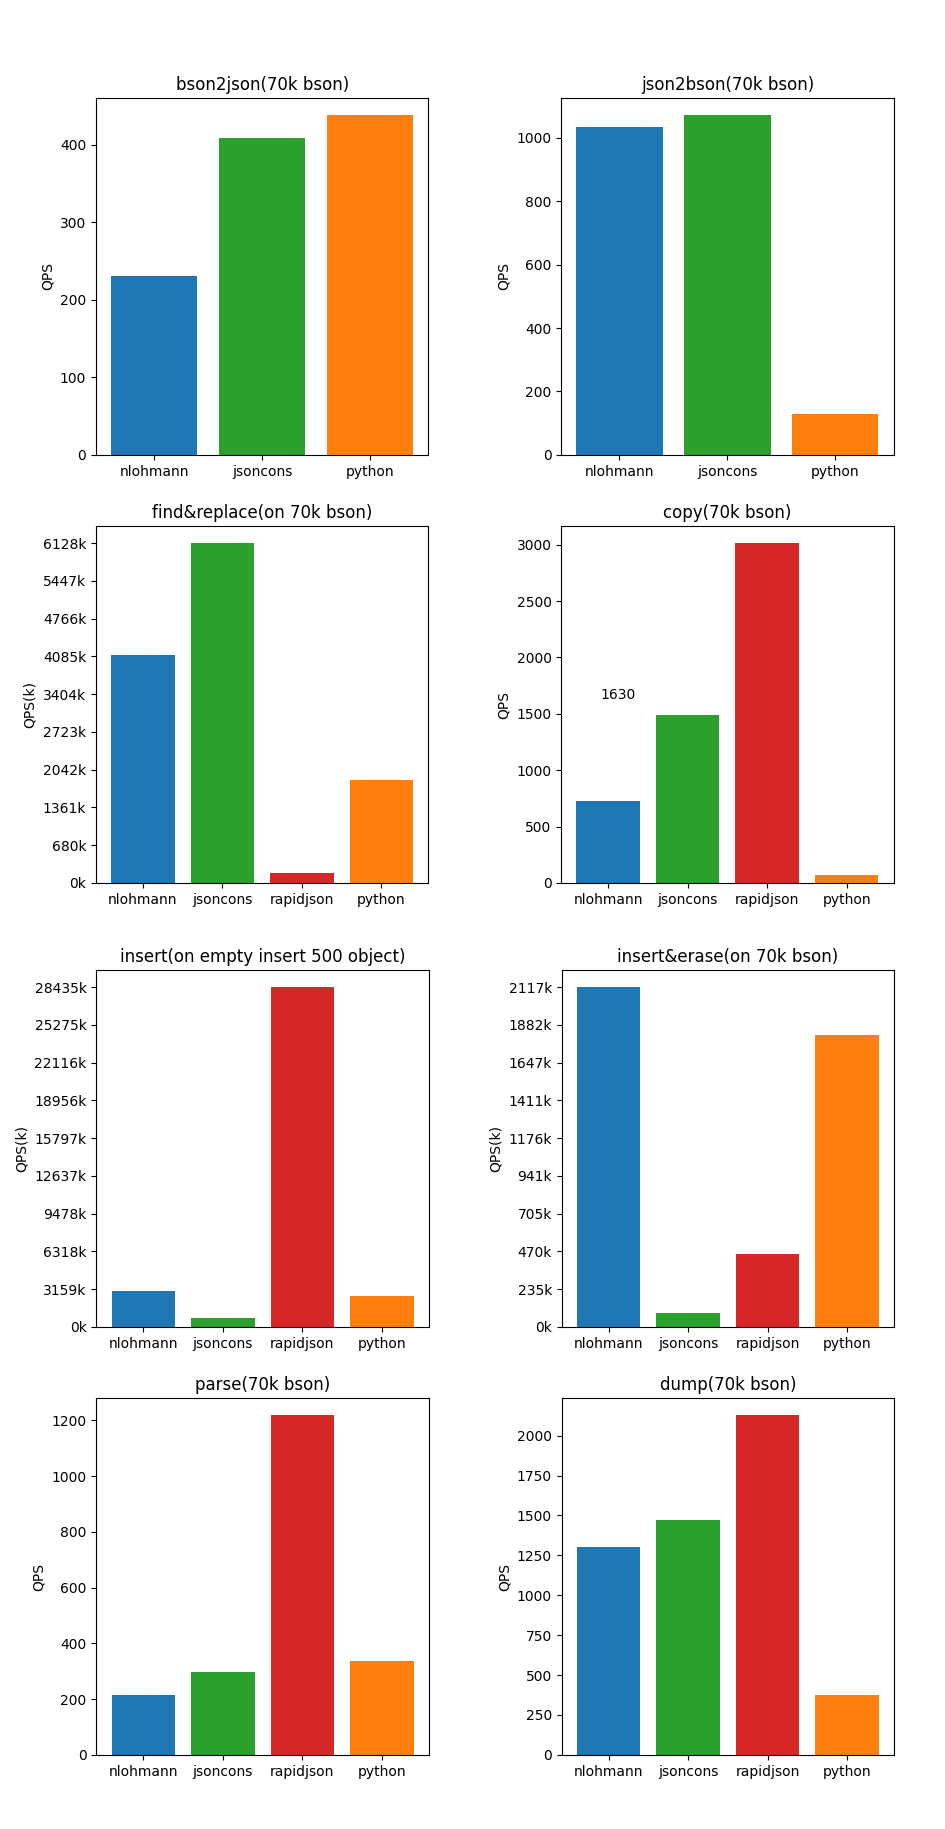 bson2json(70k bson)
QPS
400
300
200
100
0
nlohmann jsoncons python
json2bson(70k bson)
QPS
1000
800
600
400
200
0
nlohmann jsoncons python
find&replace(on 70k bson)
QPS(k)
6128k
5447k
4766k
4085k
3404k
2723k
2042k
1361k
680k
0k
nlohmann jsoncons rapidjson python
copy(70k bson)
QPS
3000
2500
2000
1500
1000
500
0
1630
nlohmann jsoncons rapidjson python
insert(on empty insert 500 object)
QPS(k)
28435k
25275k
22116k
18956k
15797k
12637k
9478k
6318k
3159k
0k
nlohmann jsoncons rapidjson python
insert&erase(on 70k bson)
QPS(k)
2117k
1882k
1647k
1411k
1176k
941k
705k
470k
235k
0k
nlohmann jsoncons rapidjson python
parse(70k bson)
QPS
1200
1000
800
600
400
200
0
nlohmann jsoncons rapidjson python
dump(70k bson)
QPS
2000
1750
1500
1250
1000
750
500
250
0
nlohmann jsoncons rapidjson python